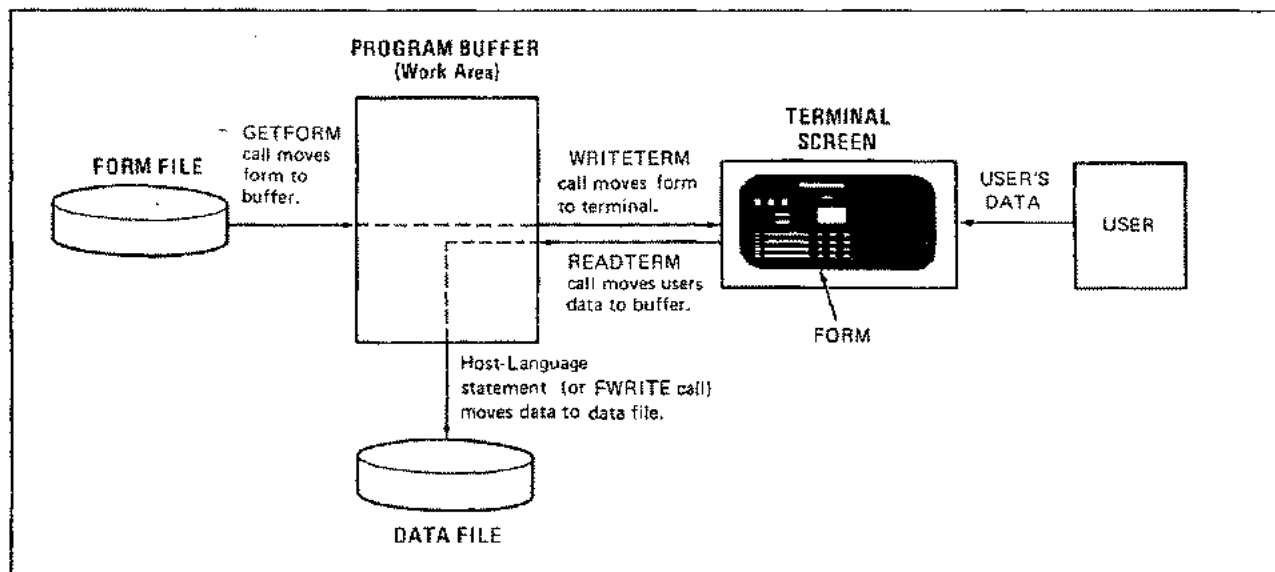 PROGRAM BUFFER
(Work Area)
GETFORM
call moves
form to
buffer.
FORM FILE
TERMINAL
SCREEN
WRITETERM
call moves form
to terminal.
READTERM
call moves users
data to buffer.
FORM
USER'S
DATA
USER
Host-Language
statement (or FWRITE call)
moves data to data file.
DATA FILE